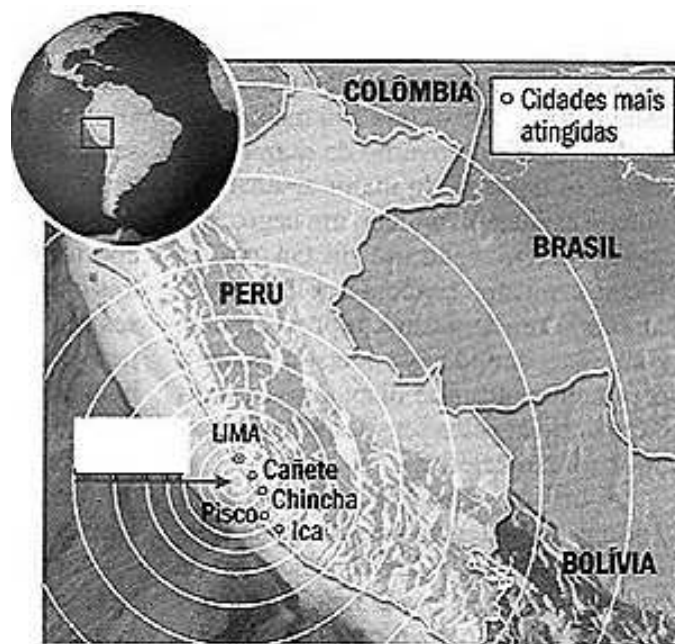 COLÔMBIA
Cidades mais
atingidas
BRASIL
PERU
LIMA
Cañete
Chincha
Pisco
Ica
BOLÍVIA